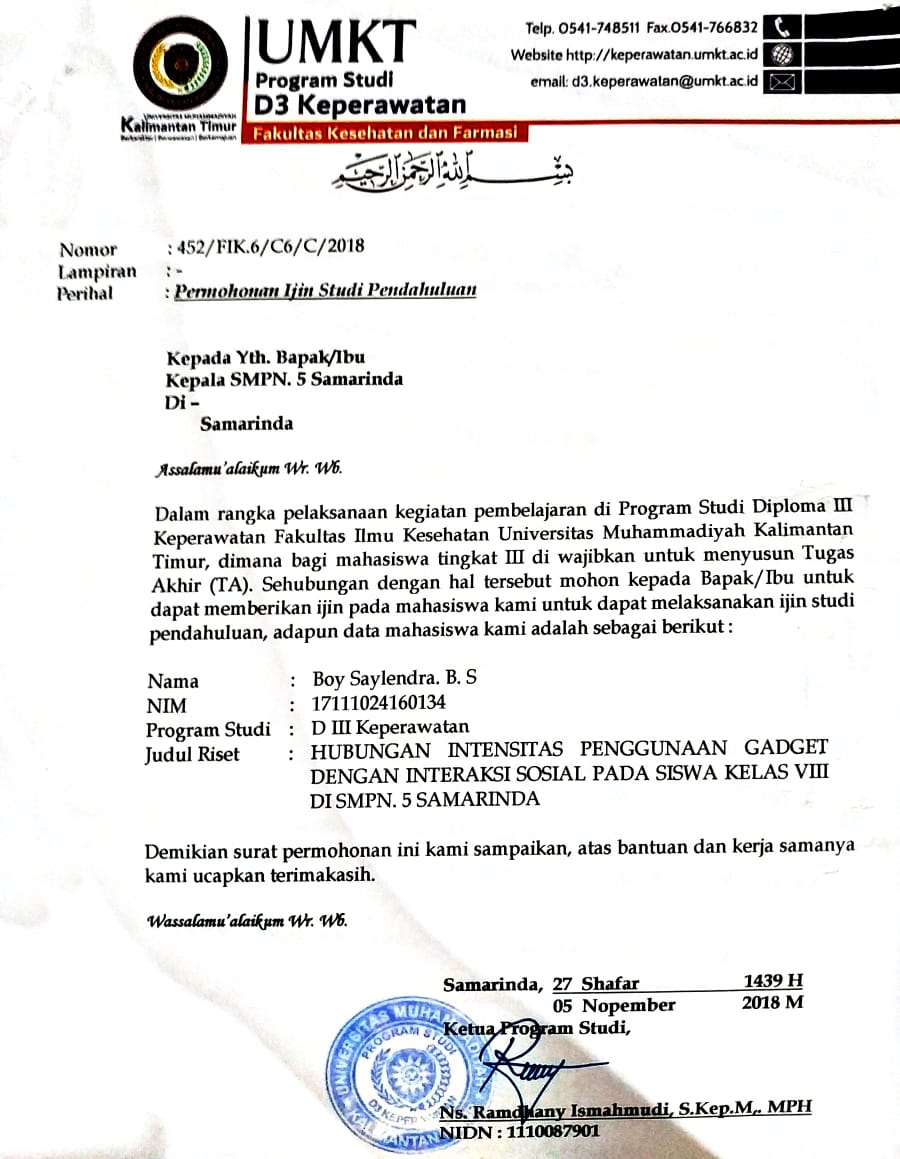 UMKT
Program Studi
D3 Keperawatan
Fakultas Kesehatan dan Farmasi
UNIVERSITAS MUHAMMADIYAH
Kalimantan Timur
Telp. 0541-748511 Fax.0541-766832
Website http://keperawatan.umkt.ac.id
email: d3.keperawatan@umkt.ac.id
بِسْمِ اللَّهِ الرَّحْمَٰنِ الرَّحِيمِ
Nomor : 452/FIK.6/C6/C/2018
Lampiran : -
Perihal : Permohonan Ijin Studi Pendahuluan
Kepada Yth. Bapak/Ibu
Kepala SMPN. 5 Samarinda
Di –
Samarinda
Assalamu'alaikum Wr. Wb.
Dalam rangka pelaksanaan kegiatan pembelajaran di Program Studi Diploma III
Keperawatan Fakultas Ilmu Kesehatan Universitas Muhammadiyah Kalimantan
Timur, dimana bagi mahasiswa tingkat III di wajibkan untuk menyusun Tugas
Akhir (TA). Sehubungan dengan hal tersebut mohon kepada Bapak/Ibu untuk
dapat memberikan ijin pada mahasiswa kami untuk dapat melaksanakan ijin studi
pendahuluan, adapun data mahasiswa kami adalah sebagai berikut :
Nama : Boy Saylendra. B. S
NIM : 17111024160134
Program Studi : D III Keperawatan
Judul Riset : HUBUNGAN INTENSITAS PENGGUNAAN GADGET
DENGAN INTERAKSI SOSIAL PADA SISWA KELAS VIII
DI SMPN. 5 SAMARINDA
Demikian surat permohonan ini kami sampaikan, atas bantuan dan kerja samanya
kami ucapkan terimakasih.
Wassalamu'alaikum Wr. Wb.
Samarinda, 27 Shafar 1439 H
05 Nopember 2018 M
Ketua Program Studi,
Ns. Ramdhany Ismahmudi, S.Kep.M,. MPH
NIDN : 1110087901
UNIVERSITAS
PROGRAM STUDI